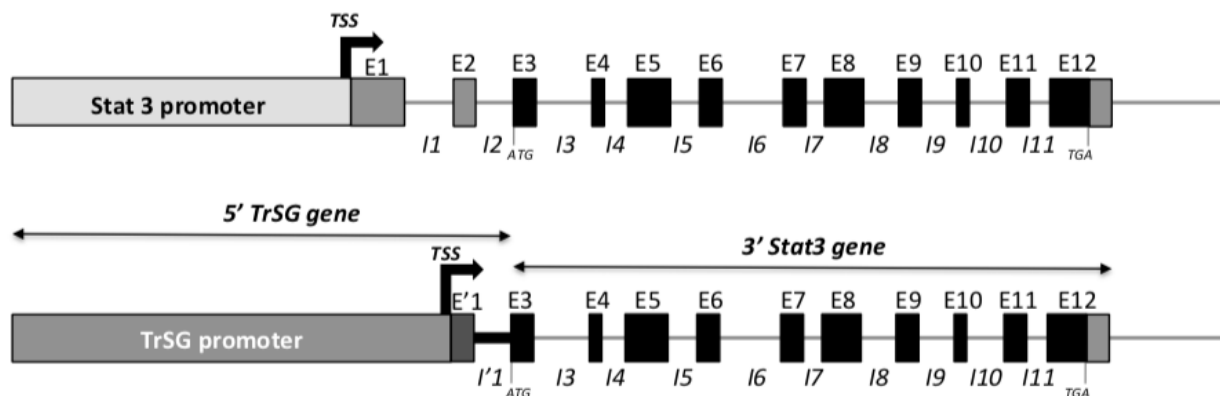 TSS
E1 E2 E3 E4 E5 E6 E7 E8 E9 E10 E11 E12
Stat 3 promoter
I1 I2 ATG I3 I4 I5 I6 I7 I8 I9 I10 I11 TGA
5’ TrSG gene
3’ Stat3 gene
TSS
E’1 E3 E4 E5 E6 E7 E8 E9 E10 E11 E12
TrSG promoter
I’1 ATG I3 I4 I5 I6 I7 I8 I9 I10 I11 TGA